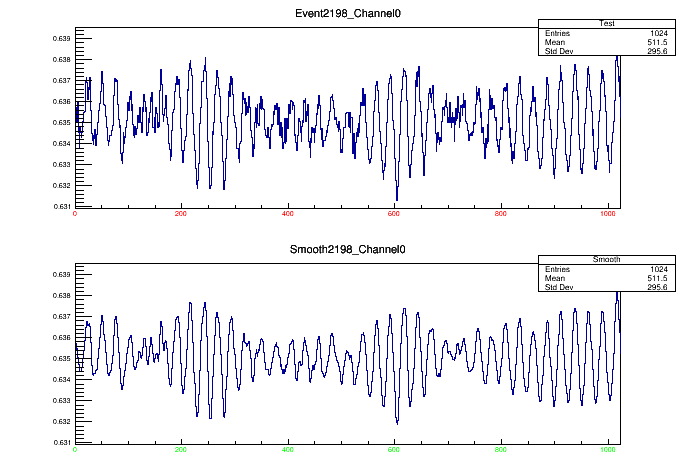 Event2198_Channel0
Test
Entries 1024
Mean 511.5
Std Dev 295.6
0.639
0.638
0.637
0.636
0.635
0.634
0.633
0.632
0.631
0 200 400 600 800 1000
Smooth2198_Channel0
Smooth
Entries 1024
Mean 511.5
Std Dev 295.6
0.639
0.638
0.637
0.636
0.635
0.634
0.633
0.632
0.631
0 200 400 600 800 1000